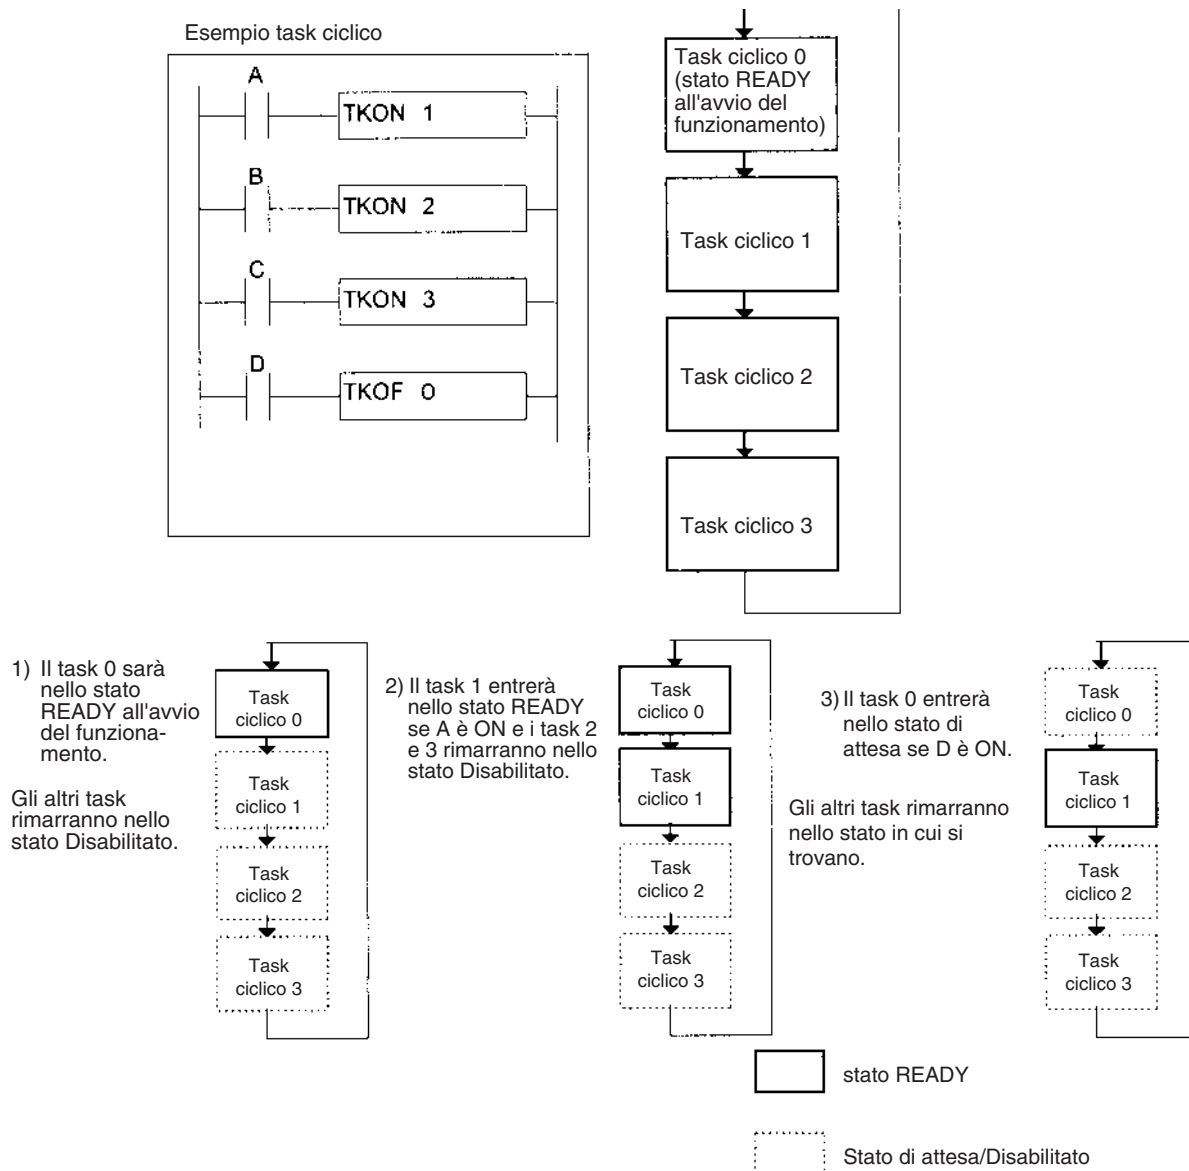 Esempio task ciclico
A
TKON 1
B
TKON 2
C
TKON 3
D
TKOF 0
Task ciclico 0
(stato READY
all'avvio del
funzionamento)
Task ciclico 1
Task ciclico 2
Task ciclico 3
1) Il task 0 sarà
nello stato
READY all'avvio
del funziona-
mento.
Gli altri task
rimarranno nello
stato Disabilitato.
Task
ciclico 0
Task
ciclico 1
Task
ciclico 2
Task
ciclico 3
2) Il task 1 entrerà
nello stato READY
se A è ON e i task 2
e 3 rimarranno nello
stato Disabilitato.
Task
ciclico 0
Task
ciclico 1
Task
ciclico 2
Task
ciclico 3
3) Il task 0 entrerà
nello stato di
attesa se D è ON.
Gli altri task rimarranno
nello stato in cui si
trovano.
Task
ciclico 0
Task
ciclico 1
Task
ciclico 2
Task
ciclico 3
stato READY
Stato di attesa/Disabilitato